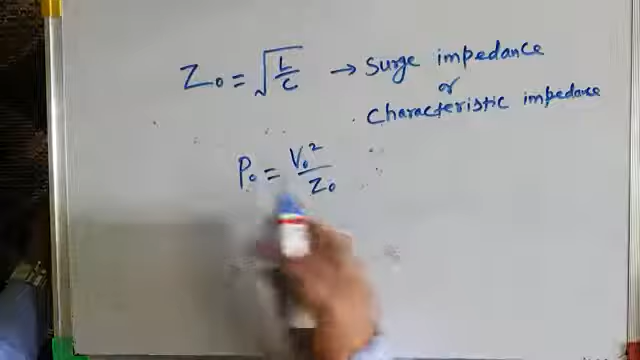 Z₀ = √(L/C) → Surge impedance
or
Characteristic impedance
P₀ = V₀²/Z₀